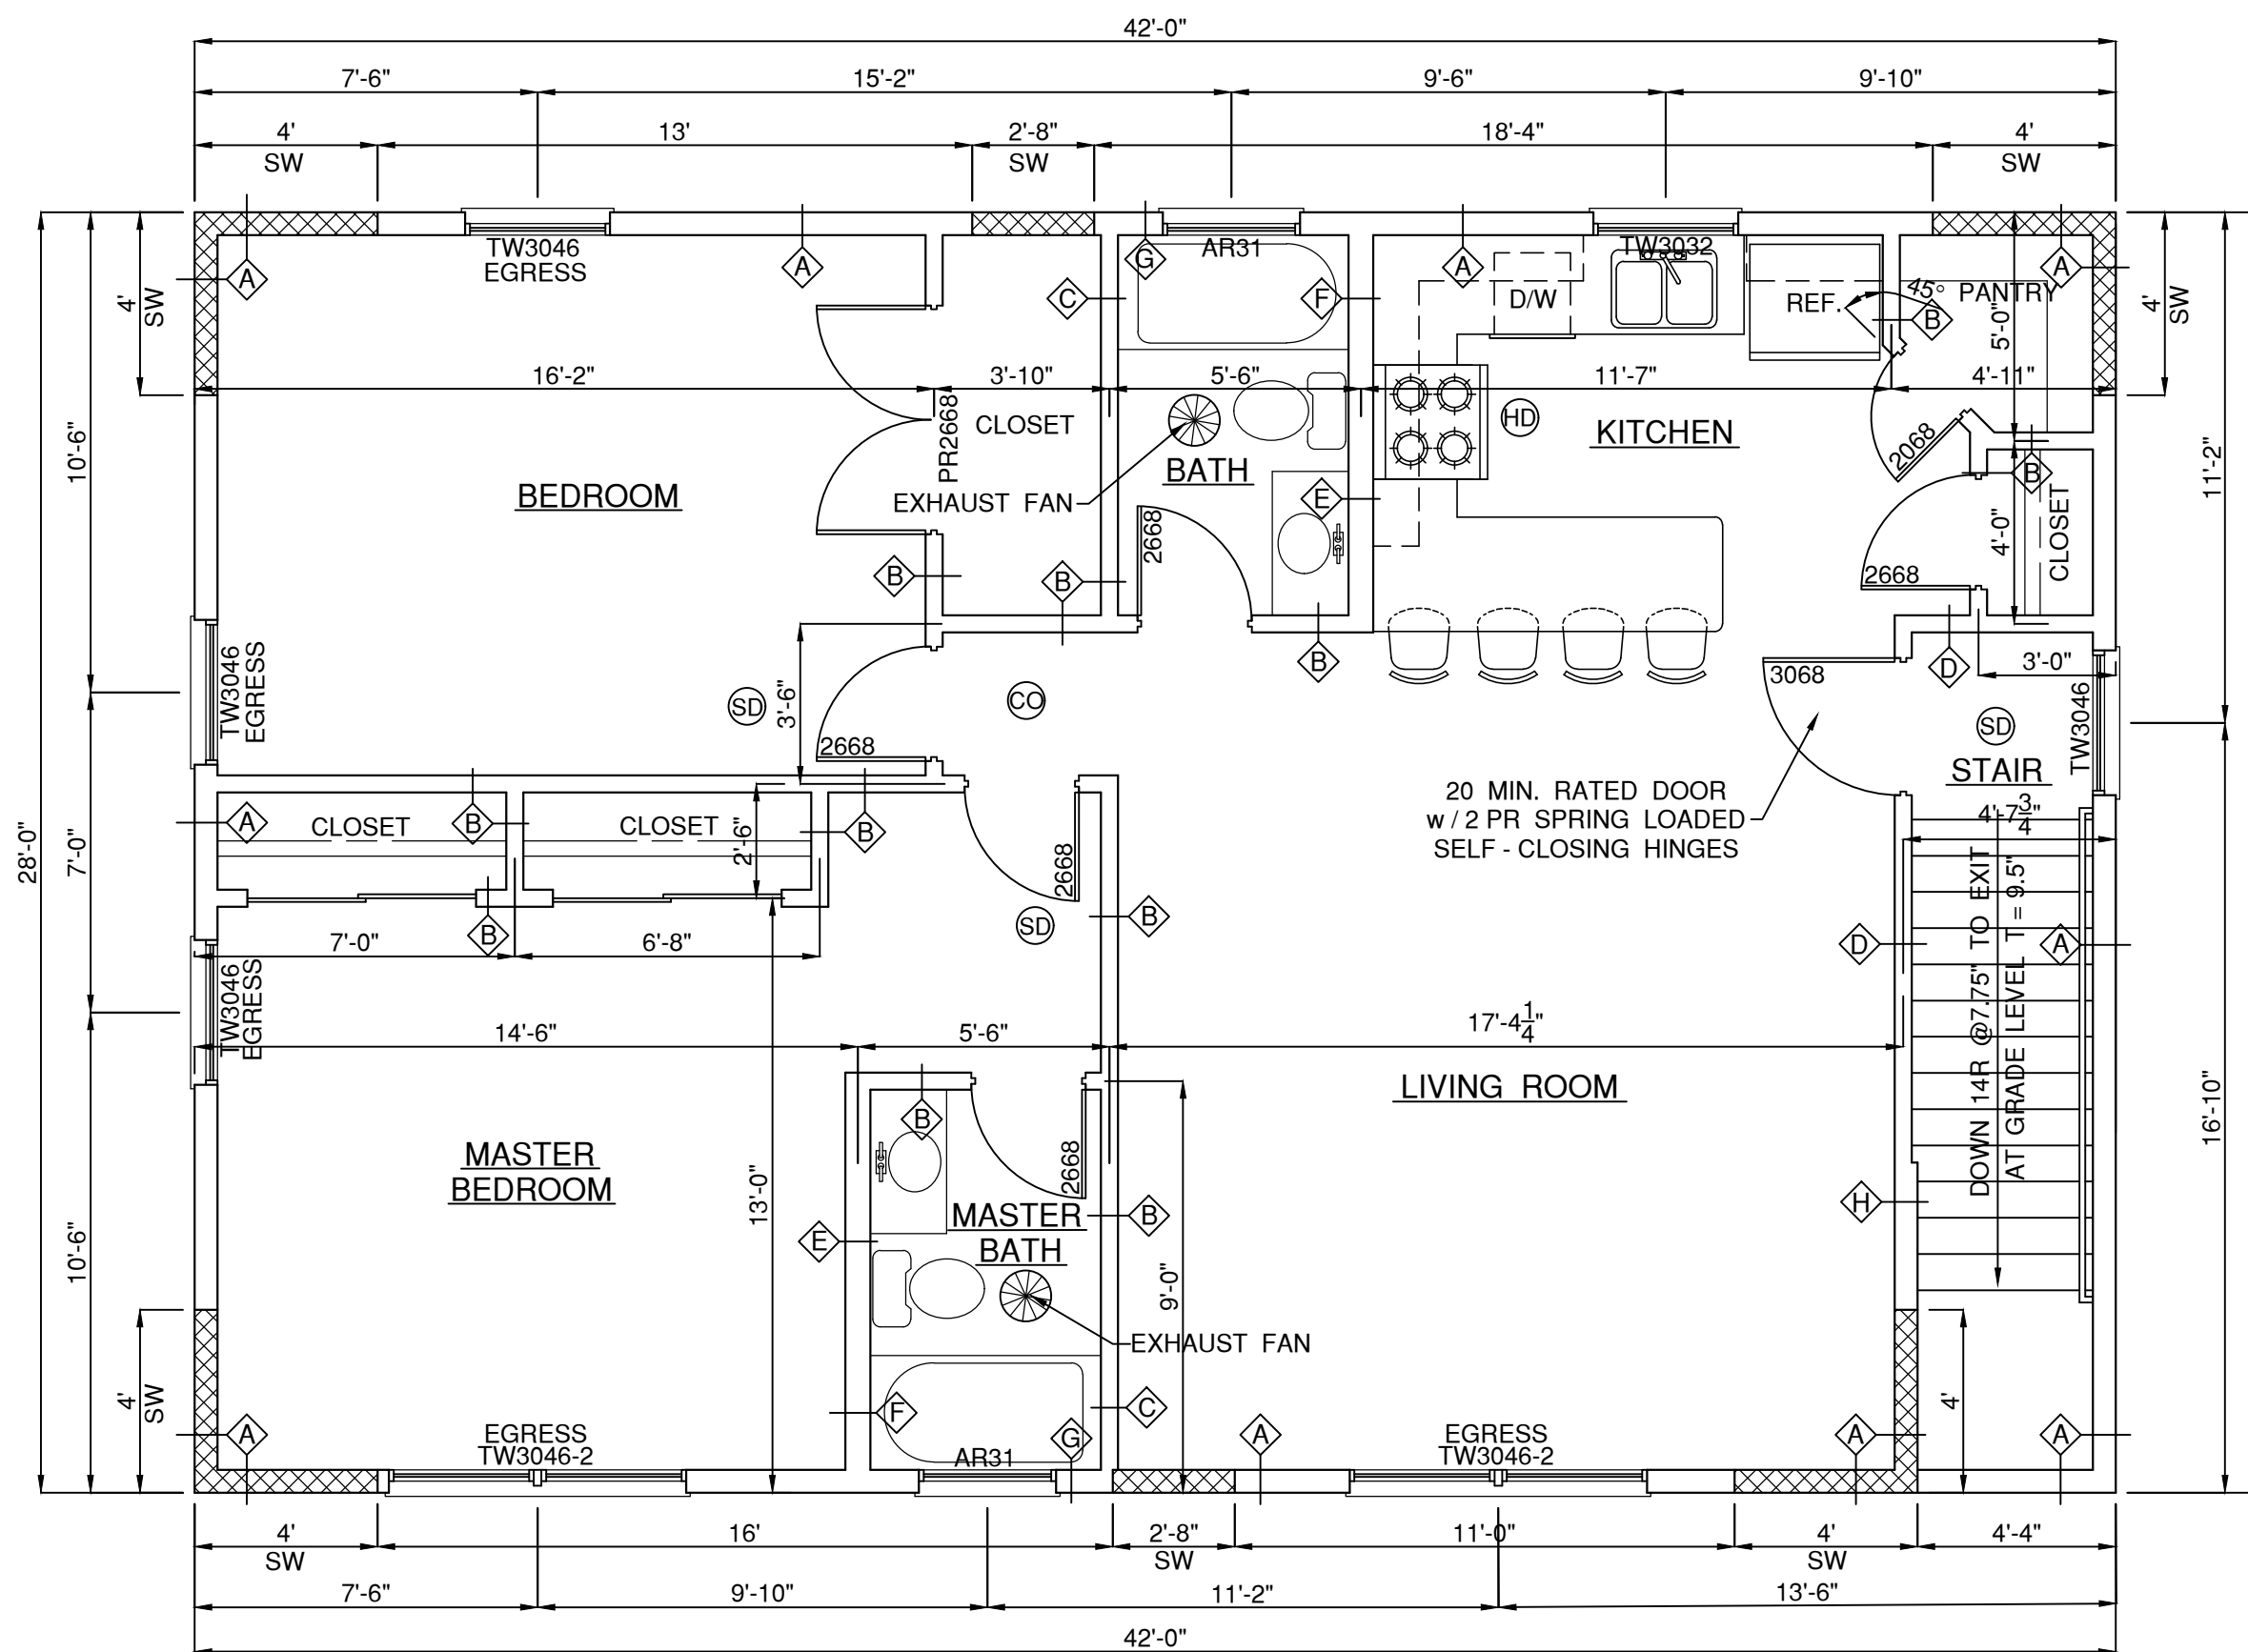 42'-0"
7'-6" 15'-2" 9'-6" 9'-10"
4' 13' 2'-8" 18'-4" 4'
SW SW SW
TW3046
EGRESS
AR31
TW3032
A A G A A
A C F B
4'
SW
D/W
REF.
45°
PANTRY
5'-0"
4'
SW
16'-2" 3'-10" 5'-6" 11'-7" 4'-11"
10'-6"
PR2668
CLOSET
HD
KITCHEN
2068
11'-2"
BEDROOM
BATH
EXHAUST FAN
E
B
2668
4'-0"
CLOSET
B B
2668
B
D
TW3046
EGRESS
SD
3'-6"
CO
3068
3'-0"
TW3046
2668
SD
STAIR
20 MIN. RATED DOOR
w / 2 PR SPRING LOADED
SELF - CLOSING HINGES
4'-7 3/4"
28'-0"
7'-0"
A CLOSET B CLOSET B
2'-6"
2668
DOWN 14R @7.75" TO EXIT
AT GRADE LEVEL T = 9.5"
B
SD
B
7'-0" 6'-8"
D A
TW3046
EGRESS
14'-6" 5'-6" 17'-4 1/4"
LIVING ROOM
16'-10"
B
MASTER
BEDROOM
2668
13'-0"
H
B
MASTER
BATH
E
9'-0"
10'-6"
EXHAUST FAN
4'
SW
4'
F C
A
EGRESS
TW3046-2
AR31
G
A
EGRESS
TW3046-2
A A
4' 16' 2'-8" 11'-0" 4' 4'-4"
SW SW SW
7'-6" 9'-10" 11'-2" 13'-6"
42'-0"